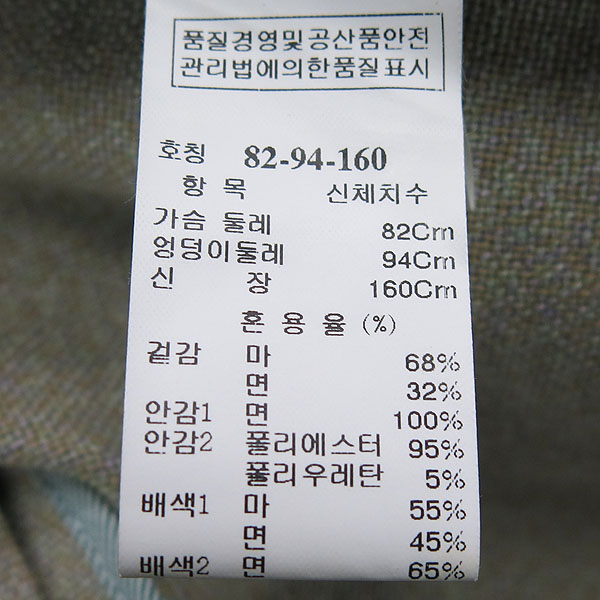 품질경영및공산품안전
관리법에의한품질표시
호칭 82-94-160
항 목 신체치수
가슴 둘레 82Cm
엉덩이둘레 94Cm
신 장 160Cm
혼 용 율 (%)
겉감 마 68%
면 32%
안감1 면 100%
안감2 폴리에스터 95%
폴리우레탄 5%
배색1 마 55%
면 45%
배색2 면 65%